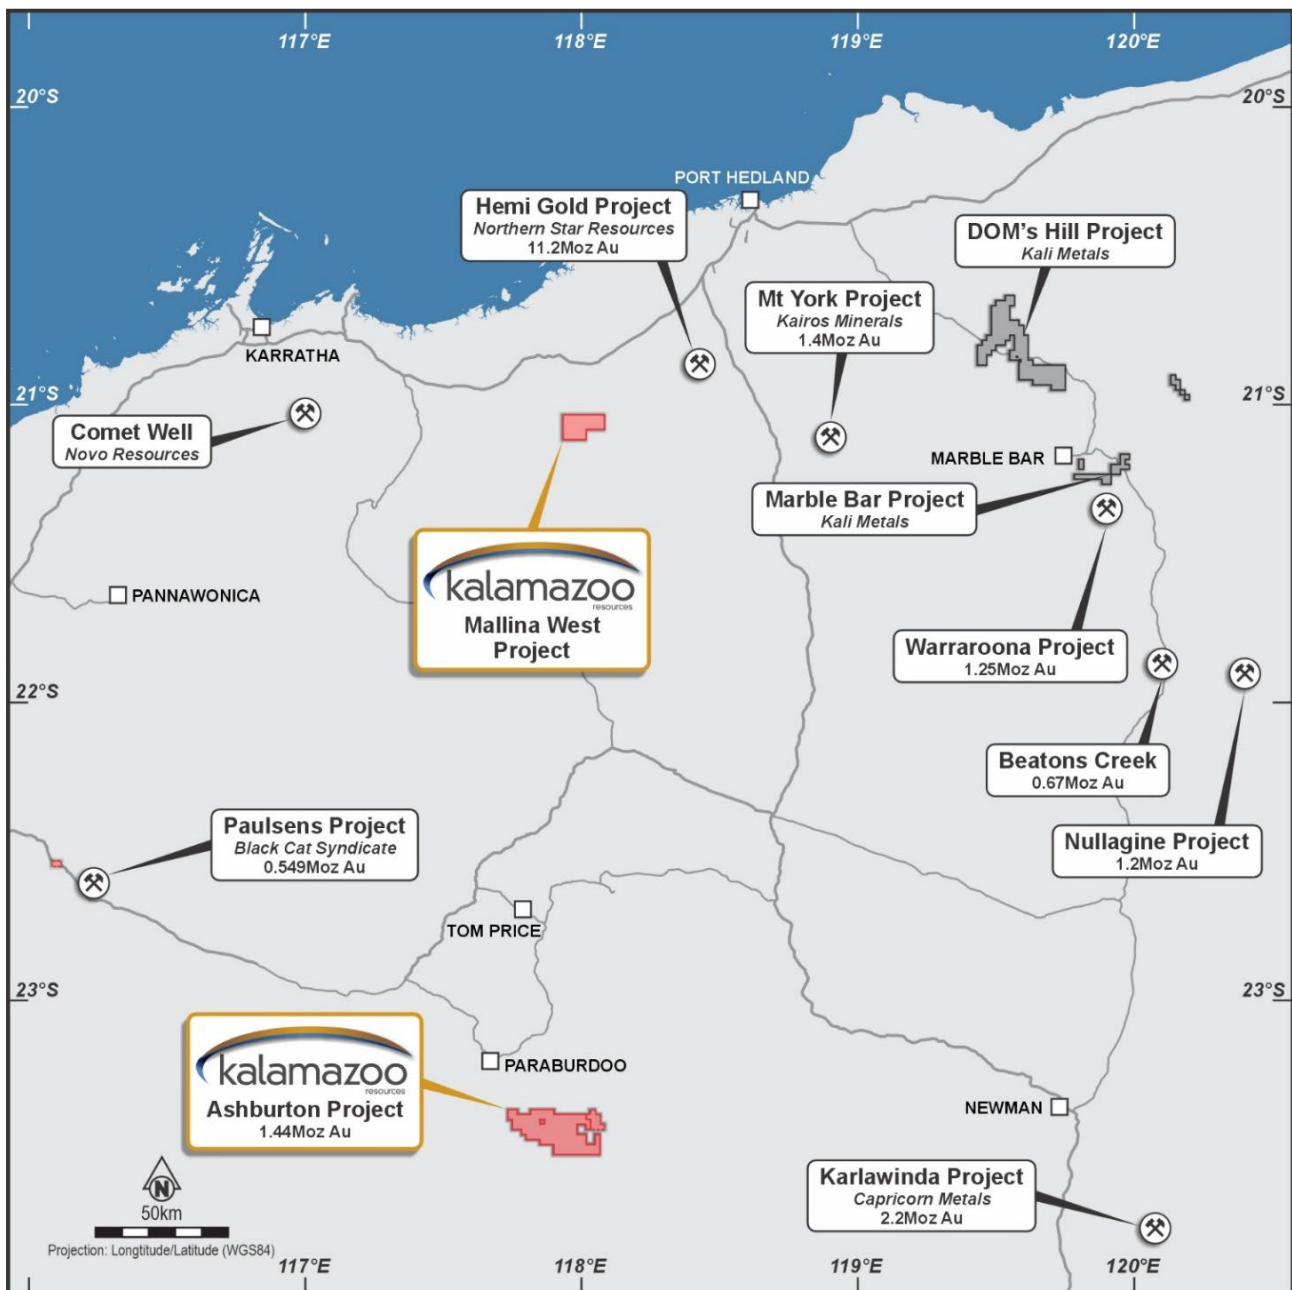 117°E
118°E
119°E
120°E
20°S
20°S
PORT HEDLAND
Hemi Gold Project
Northern Star Resources
11.2Moz Au
DOM's Hill Project
Kali Metals
Mt York Project
Kairos Minerals
1.4Moz Au
KARRATHA
21°S
21°S
Comet Well
Novo Resources
MARBLE BAR
Marble Bar Project
Kali Metals
kalamazoo
resources
Mallina West
Project
PANNAWONICA
Warraroona Project
1.25Moz Au
22°S
22°S
Beatons Creek
0.67Moz Au
Paulsens Project
Black Cat Syndicate
0.549Moz Au
Nullagine Project
1.2Moz Au
TOM PRICE
23°S
23°S
kalamazoo
resources
Ashburton Project
1.44Moz Au
PARABURDOO
NEWMAN
Karlawinda Project
Capricorn Metals
2.2Moz Au
N
50km
Projection: Longtitude/Latitude (WGS84)
117°E
118°E
119°E
120°E